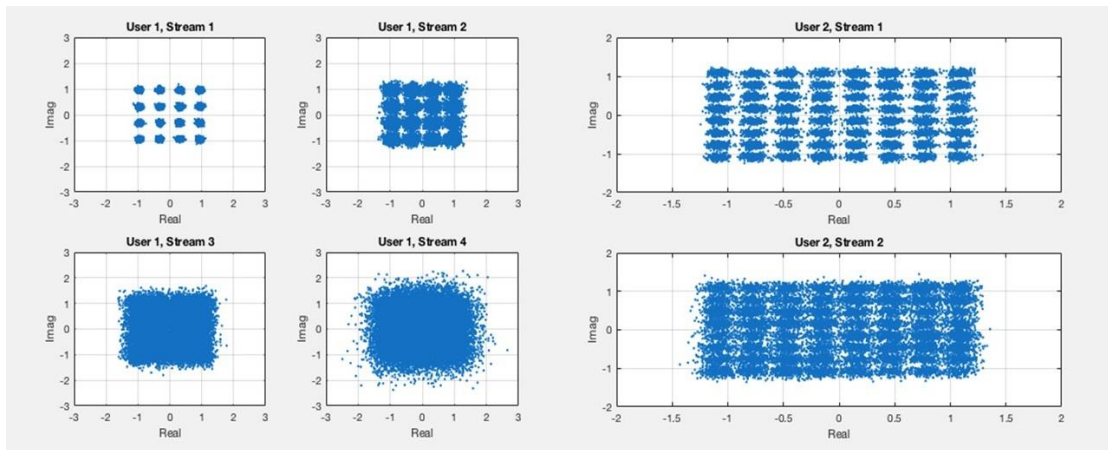 User 1, Stream 1
3
2
1
0
-1
-2
-3
Imag
-3 -2 -1 0 1 2 3
Real
User 1, Stream 2
3
2
1
0
-1
-2
-3
Imag
-3 -2 -1 0 1 2 3
Real
User 2, Stream 1
2
1
0
-1
-2
Imag
-2 -1.5 -1 -0.5 0 0.5 1 1.5 2
Real
User 1, Stream 3
3
2
1
0
-1
-2
-3
Imag
-3 -2 -1 0 1 2 3
Real
User 1, Stream 4
3
2
1
0
-1
-2
-3
Imag
-3 -2 -1 0 1 2 3
Real
User 2, Stream 2
2
1
0
-1
-2
Imag
-2 -1.5 -1 -0.5 0 0.5 1 1.5 2
Real